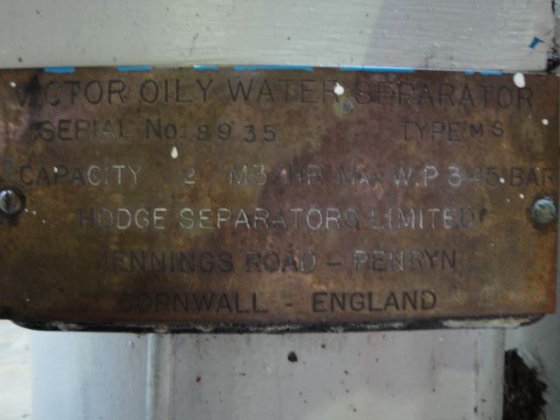 VICTOR OILY WATER SEPARATOR
SERIAL No. 8935 TYPE MS
CAPACITY 2 M3/HR Max W.P 3.45 BAR
HODGE SEPARATORS LIMITED
JENNINGS ROAD - PENRYN
CORNWALL - ENGLAND